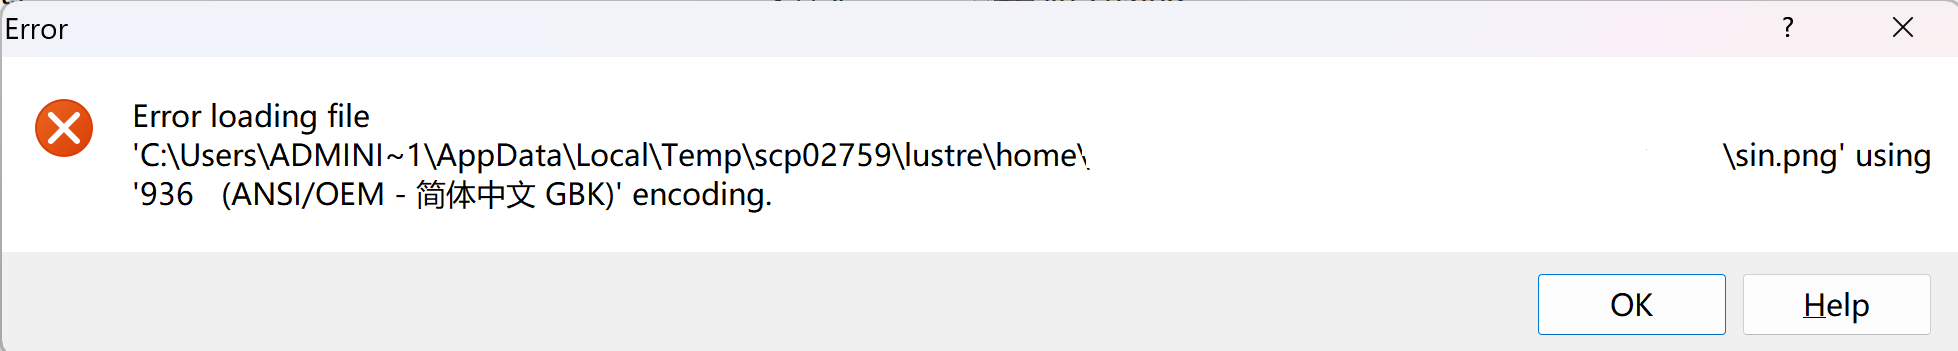 Error
Error loading file
'C:\Users\ADMINI~1\AppData\Local\Temp\scp02759\lustre\home\ \sin.png' using
'936 (ANSI/OEM - 简体中文 GBK)' encoding.
OK Help